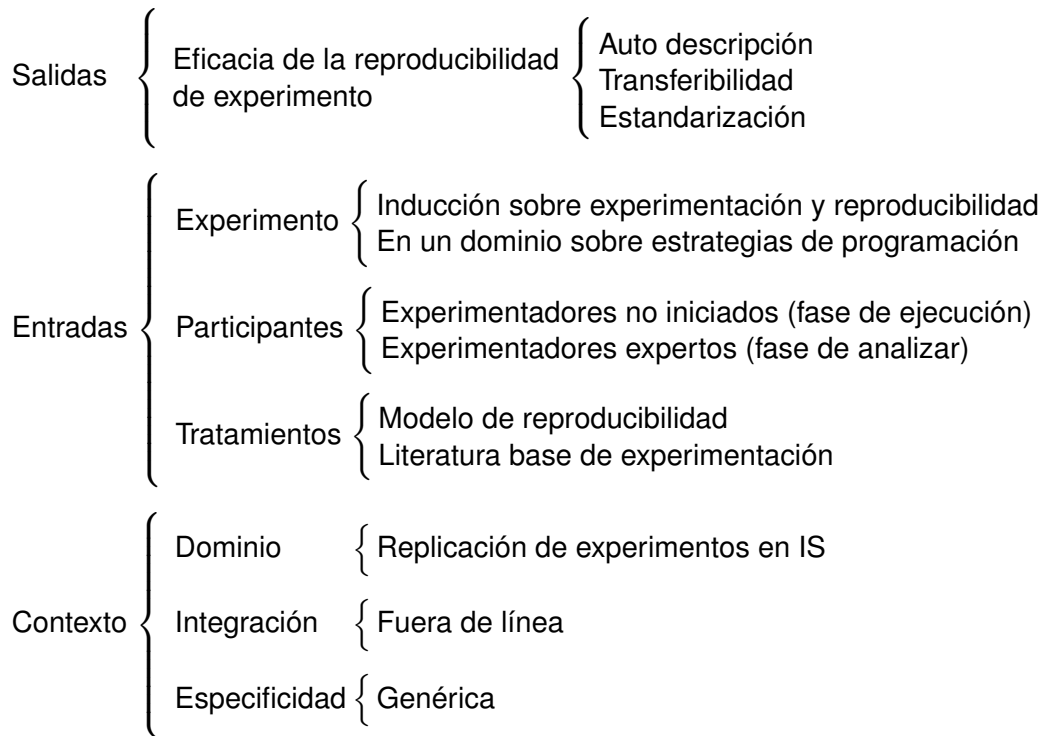 Salidas
Eficacia de la reproducibilidad
de experimento
Auto descripción
Transferibilidad
Estandarización
Entradas
Experimento
Inducción sobre experimentación y reproducibilidad
En un dominio sobre estrategias de programación
Participantes
Experimentadores no iniciados (fase de ejecución)
Experimentadores expertos (fase de analizar)
Tratamientos
Modelo de reproducibilidad
Literatura base de experimentación
Contexto
Dominio
Replicación de experimentos en IS
Integración
Fuera de línea
Especificidad
Genérica